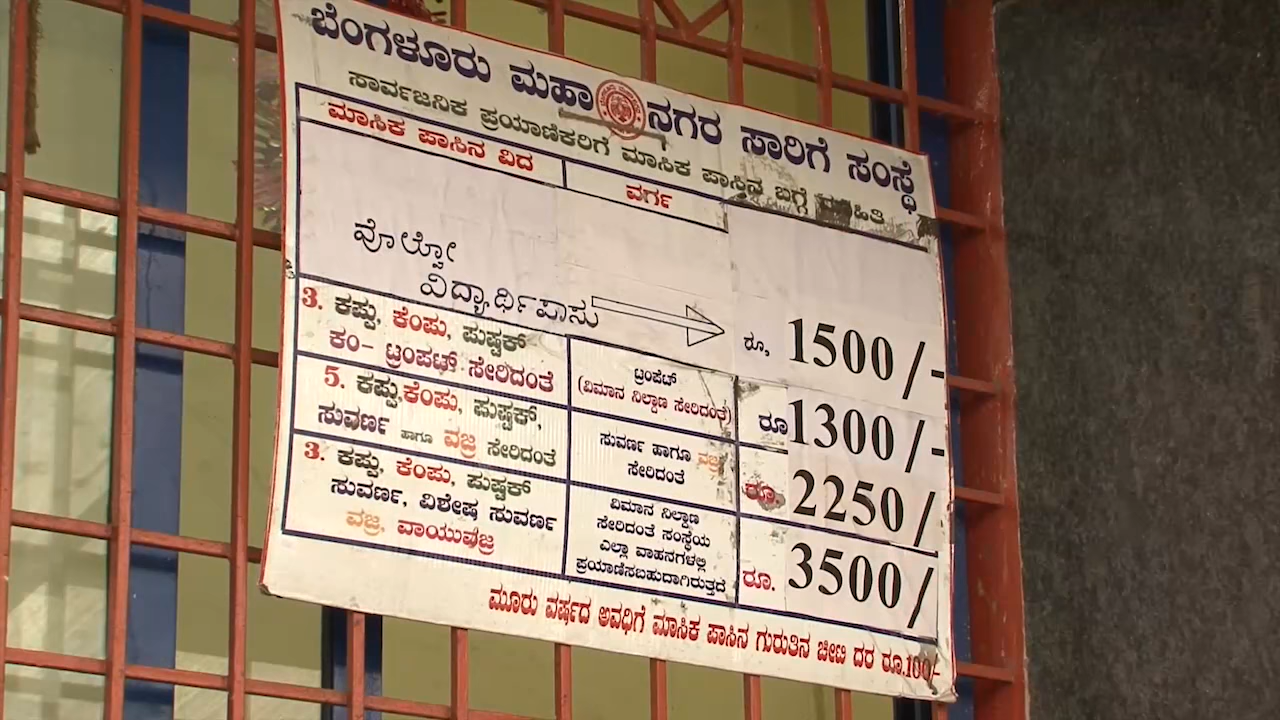 ಬೆಂಗಳೂರು ಮಹಾನಗರ ಸಾರಿಗೆ ಸಂಸ್ಥೆ
ಸಾರ್ವಜನಿಕ ಪ್ರಯಾಣಿಕರಿಗೆ ಮಾಸಿಕ ಪಾಸಿನ ಬಗ್ಗೆ ಮಾಹಿತಿ
ಮಾಸಿಕ ಪಾಸಿನ ವಿದ ವರ್ಗ
ವೊಲ್ವೋ
ವಿದ್ಯಾರ್ಥಿಪಾಸು ರೂ, 1500/-
3. ಕಪ್ಪು, ಕೆಂಪು, ಪುಷ್ಪಕ್
ಕಂ- ಟ್ರಂಪಟ್ ಸೇರಿದಂತೆ
ಟ್ರಂಪೆಟ್
(ವಿಮಾನ ನಿಲ್ದಾಣ ಸೇರಿದಂತೆ)
ರೂ 1300/-
5. ಕಪ್ಪು,ಕೆಂಪು, ಪುಷ್ಪಕ್,
ಸುವರ್ಣ ಹಾಗೂ ವಜ್ರ ಸೇರಿದಂತೆ
ಸುವರ್ಣ ಹಾಗೂ ವಜ್ರ
ಸೇರಿದಂತೆ
ರೂ. 2250/
3. ಕಪ್ಪು, ಕೆಂಪು, ಪುಷ್ಪಕ್
ಸುವರ್ಣ, ವಿಶೇಷ ಸುವರ್ಣ
ವಜ್ರ, ವಾಯುವಜ್ರ
ವಿಮಾನ ನಿಲ್ದಾಣ
ಸೇರಿದಂತೆ ಸಂಸ್ಥೆಯ
ಎಲ್ಲಾ ವಾಹನಗಳಲ್ಲಿ
ಪ್ರಯಾಣಿಸಬಹುದಾಗಿರುತ್ತದೆ
ರೂ. 3500/
ಮೂರು ವರ್ಷದ ಅವಧಿಗೆ ಮಾಸಿಕ ಪಾಸಿನ ಗುರುತಿನ ಚೀಟಿ ದರ ರೂ.100/-